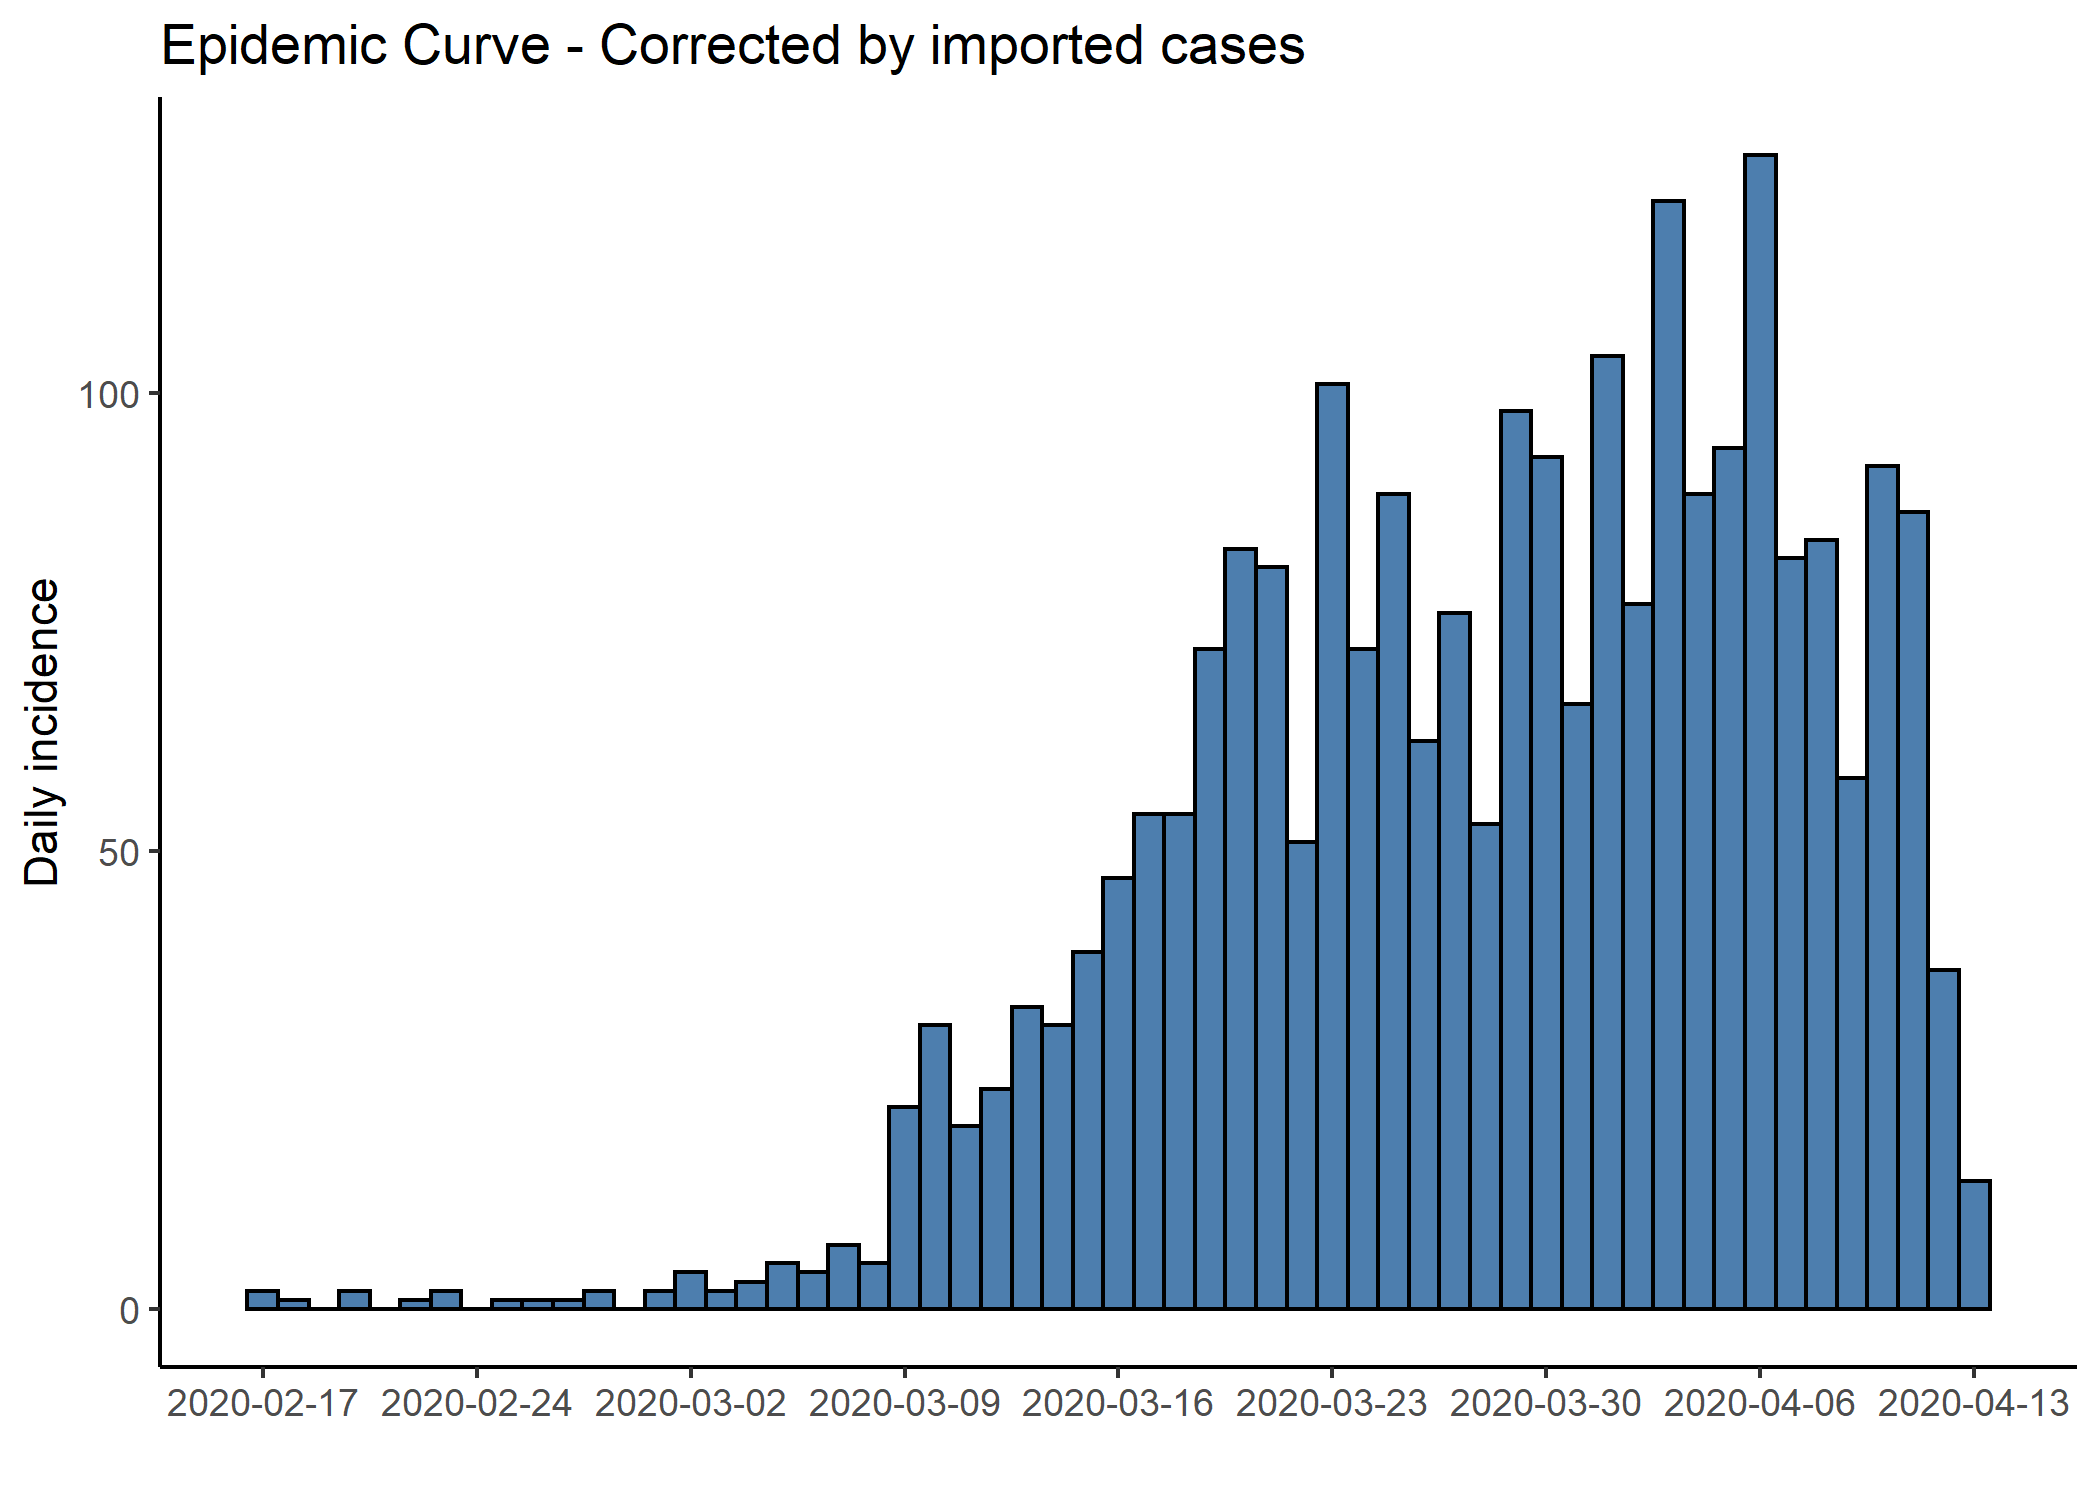 Epidemic Curve - Corrected by imported cases
Daily incidence
100
50
0
2020-02-17 2020-02-24 2020-03-02 2020-03-09 2020-03-16 2020-03-23 2020-03-30 2020-04-06 2020-04-13